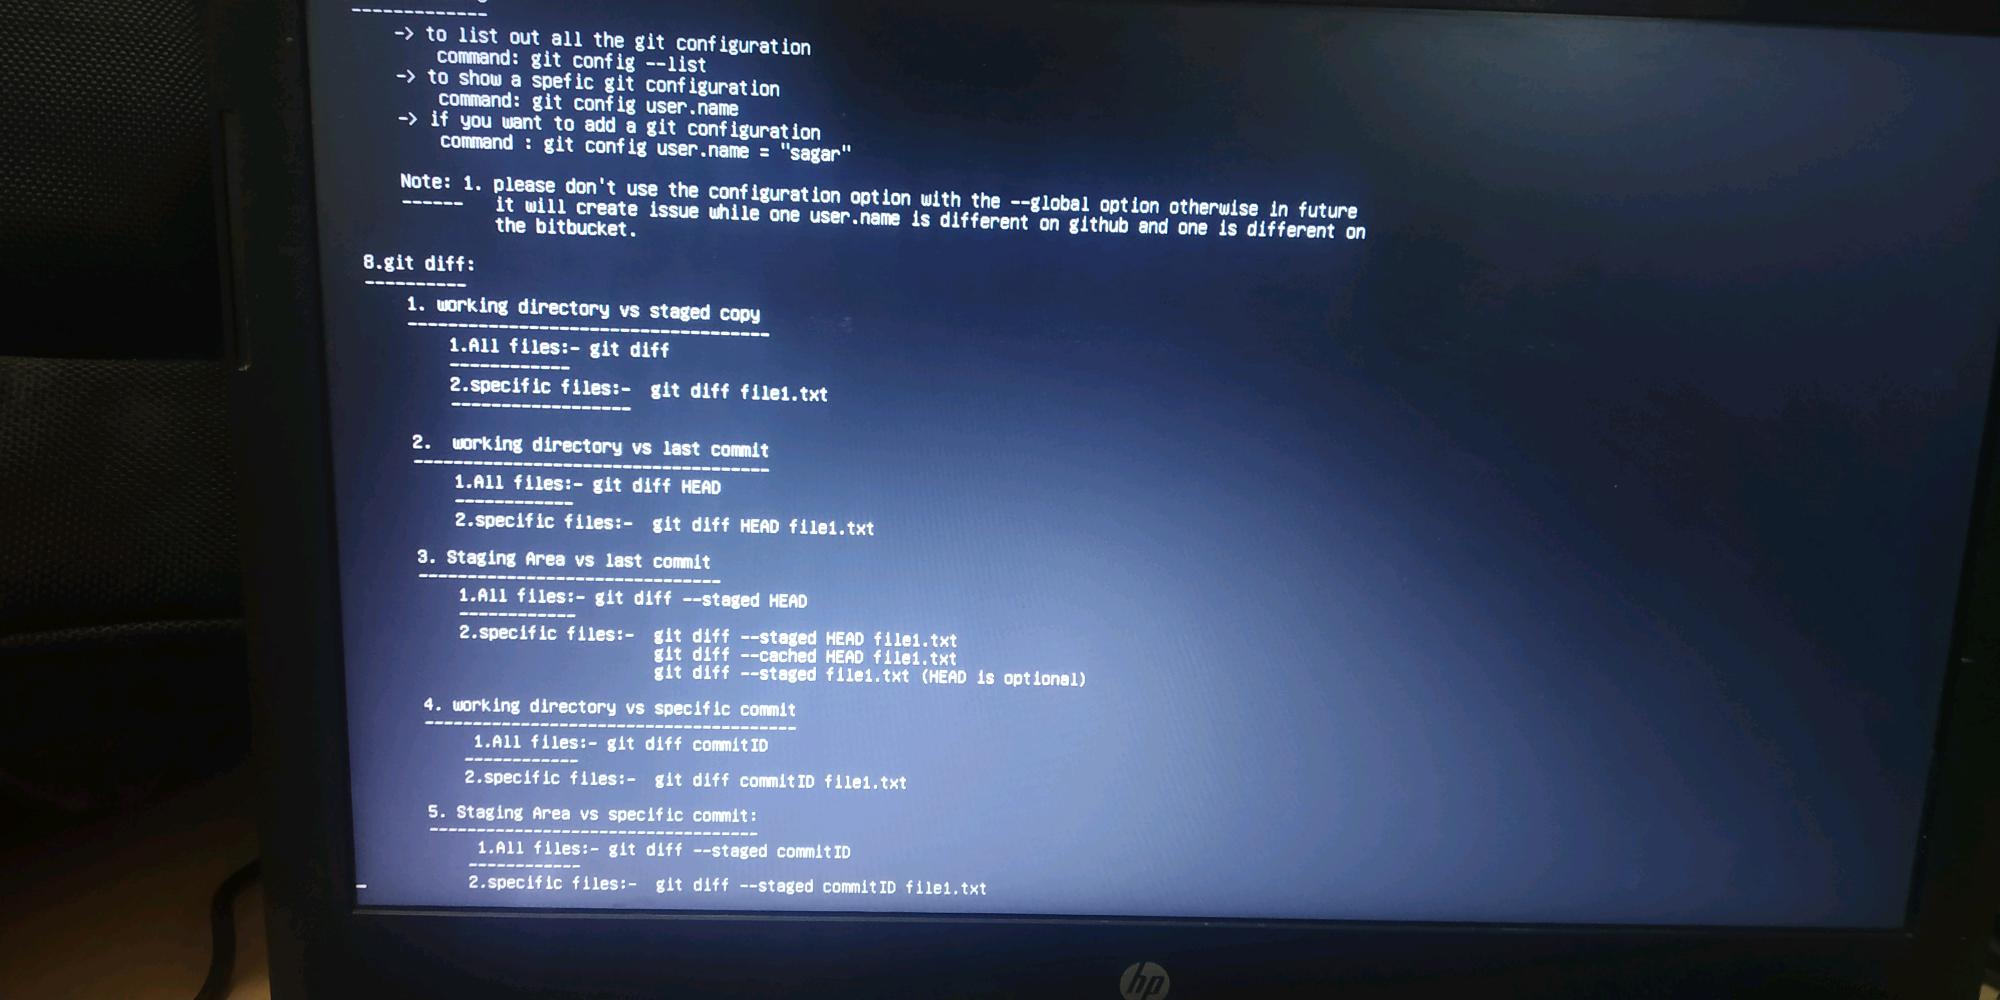 -------------
-> to list out all the git configuration
command: git config --list
-> to show a spefic git configuration
command: git config user.name
-> if you want to add a git configuration
command : git config user.name = "sagar"
Note: 1. please don't use the configuration option with the --global option otherwise in future
------ it will create issue while one user.name is different on github and one is different on
the bitbucket.
8.git diff:
----------
1. working directory vs staged copy
-----------------------------------
1.All files:- git diff
------------
2.specific files:- git diff file1.txt
------------------
2. working directory vs last commit
-----------------------------------
1.All files:- git diff HEAD
------------
2.specific files:- git diff HEAD file1.txt
3. Staging Area vs last commit
------------------------------
1.All files:- git diff --staged HEAD
------------
2.specific files:- git diff --staged HEAD file1.txt
git diff --cached HEAD file1.txt
git diff --staged file1.txt (HEAD is optional)
4. working directory vs specific commit
------------------------------------
1.All files:- git diff commitID
------------
2.specific files:- git diff commitID file1.txt
5. Staging Area vs specific commit:
-----------------------------------
1.All files:- git diff --staged commitID
------------
2.specific files:- git diff --staged commitID file1.txt
hp